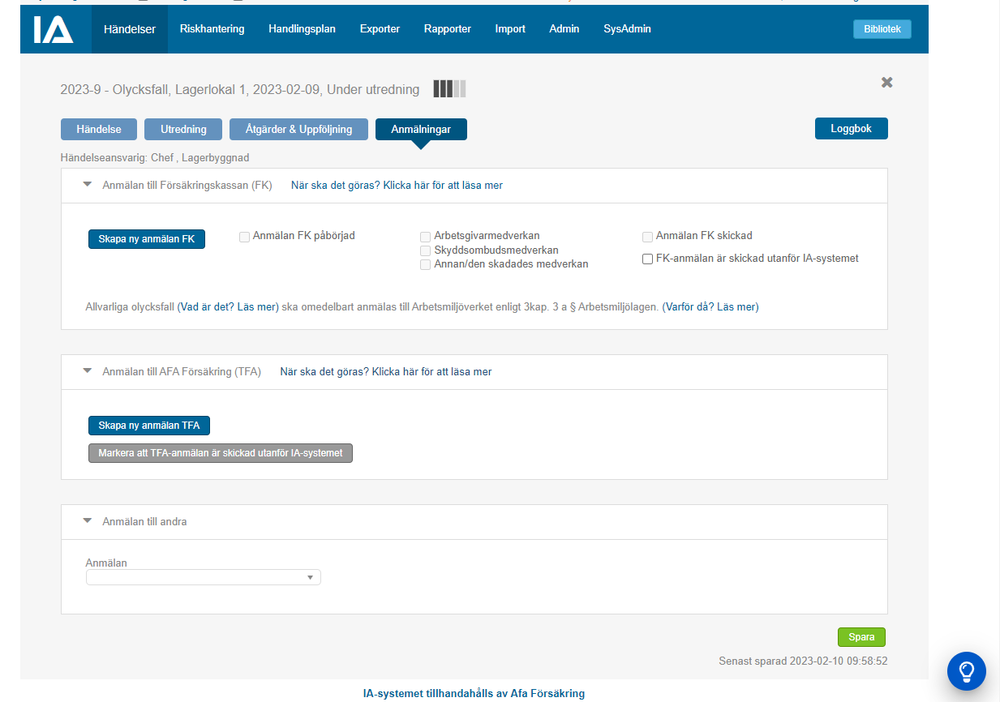 IA Händelser Riskhantering Handlingsplan Exporter Rapporter Import Admin SysAdmin Bibliotek
2023-9 - Olycksfall, Lagerlokal 1, 2023-02-09, Under utredning
Händelse Utredning Åtgärder & Uppföljning Anmälningar Loggbok
Händelseansvarig: Chef , Lagerbyggnad
Anmälan till Försäkringskassan (FK) När ska det göras? Klicka här för att läsa mer
Skapa ny anmälan FK Anmälan FK påbörjad Arbetsgivarmedverkan Anmälan FK skickad
Skyddsombudsmedverkan
FK-anmälan är skickad utanför IA-systemet
Annan/den skadades medverkan
Allvarliga olycksfall (Vad är det? Läs mer) ska omedelbart anmälas till Arbetsmiljöverket enligt 3kap. 3 a § Arbetsmiljölagen. (Varför då? Läs mer)
Anmälan till AFA Försäkring (TFA) När ska det göras? Klicka här för att läsa mer
Skapa ny anmälan TFA
Markera att TFA-anmälan är skickad utanför IA-systemet
Anmälan till andra
Anmälan
Spara
Senast sparad 2023-02-10 09:58:52
IA-systemet tillhandahålls av Afa Försäkring